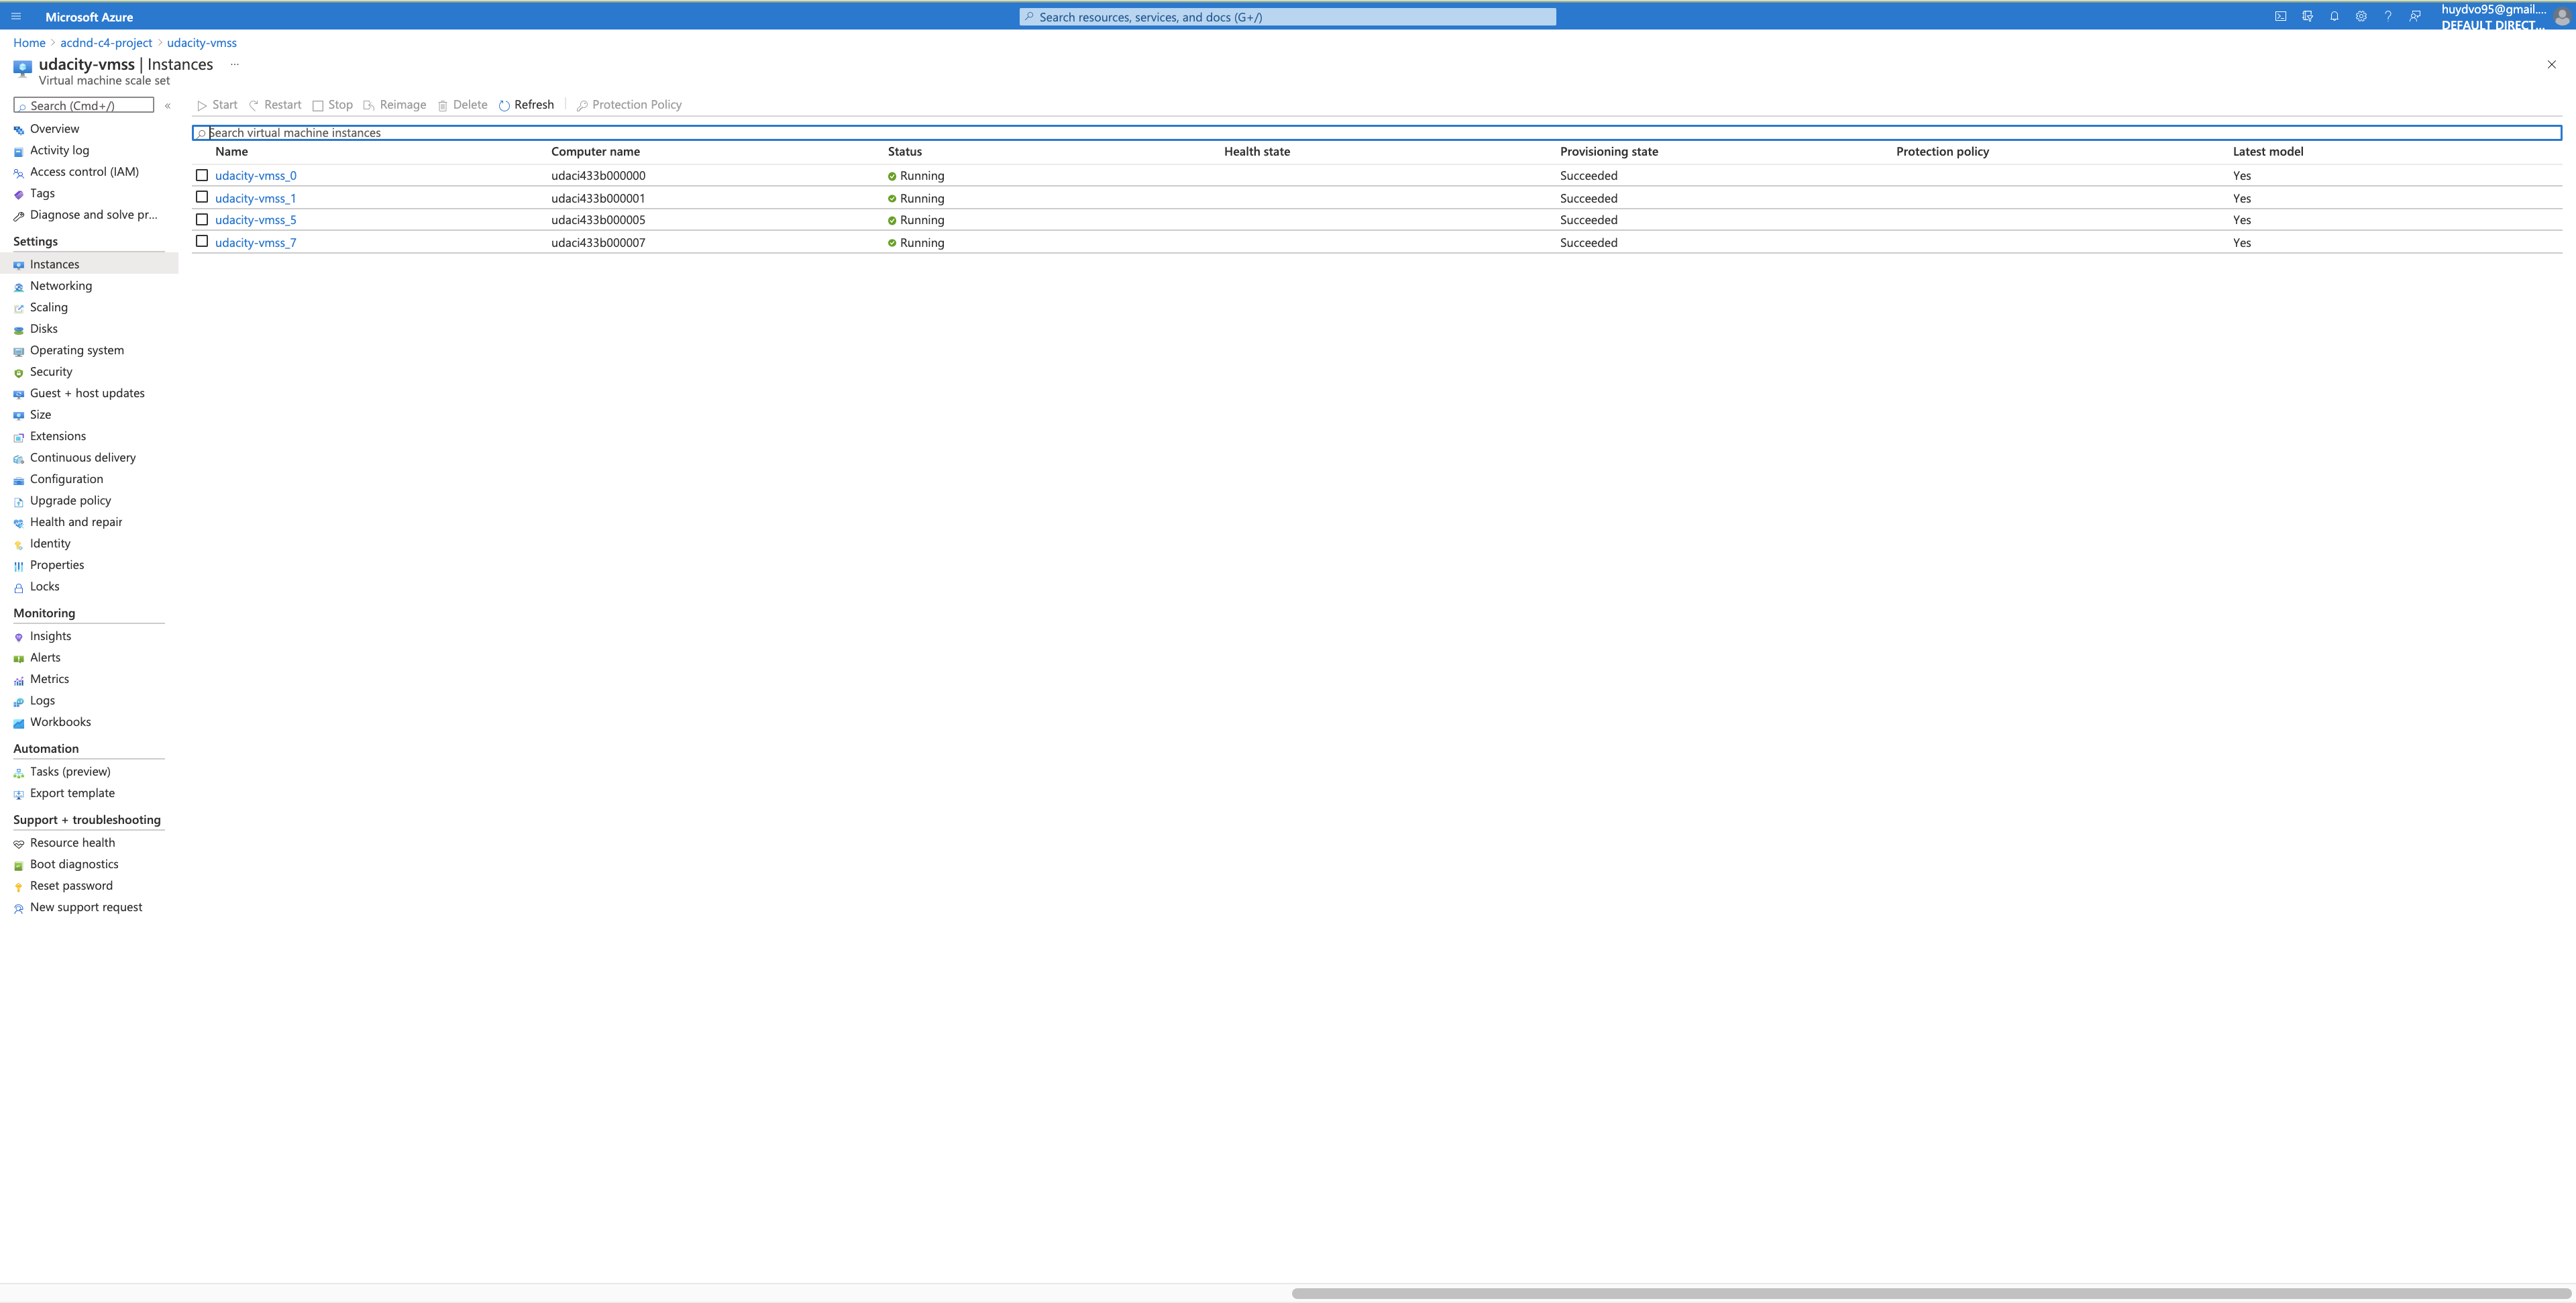 Microsoft Azure
Search resources, services, and docs (G+/)
huydvo95@gmail....
DEFAULT DIRECT...
Home > acdnd-c4-project > udacity-vmss
udacity-vmss | Instances ...
Virtual machine scale set
Search (Cmd+/) «
Start Restart Stop Reimage Delete Refresh Protection Policy
Search virtual machine instances
Name Computer name Status Health state Provisioning state Protection policy Latest model
udacity-vmss_0 udaci433b000000 Running Succeeded Yes
udacity-vmss_1 udaci433b000001 Running Succeeded Yes
udacity-vmss_5 udaci433b000005 Running Succeeded Yes
udacity-vmss_7 udaci433b000007 Running Succeeded Yes
Overview
Activity log
Access control (IAM)
Tags
Diagnose and solve pr...
Settings
Instances
Networking
Scaling
Disks
Operating system
Security
Guest + host updates
Size
Extensions
Continuous delivery
Configuration
Upgrade policy
Health and repair
Identity
Properties
Locks
Monitoring
Insights
Alerts
Metrics
Logs
Workbooks
Automation
Tasks (preview)
Export template
Support + troubleshooting
Resource health
Boot diagnostics
Reset password
New support request